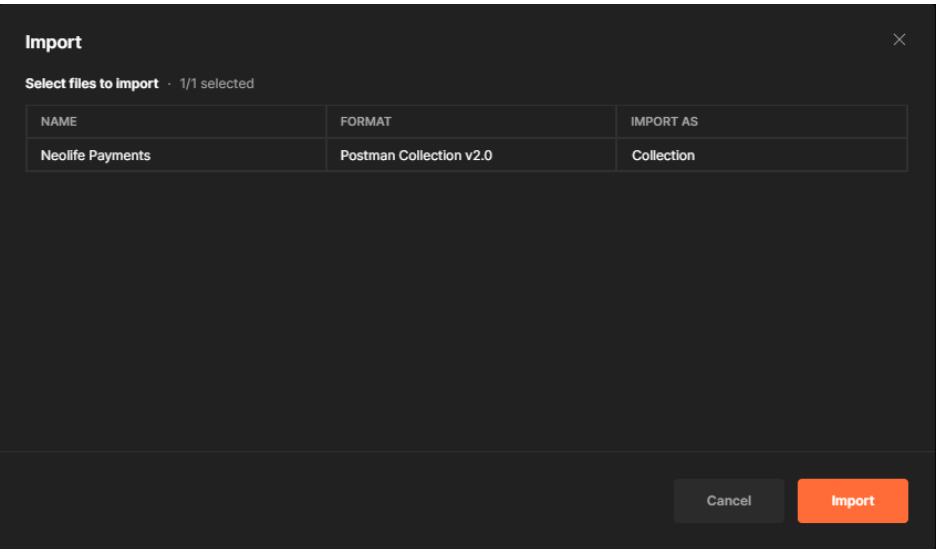 Import
Select files to import · 1/1 selected
NAME FORMAT IMPORT AS
Neolife Payments Postman Collection v2.0 Collection
Cancel Import